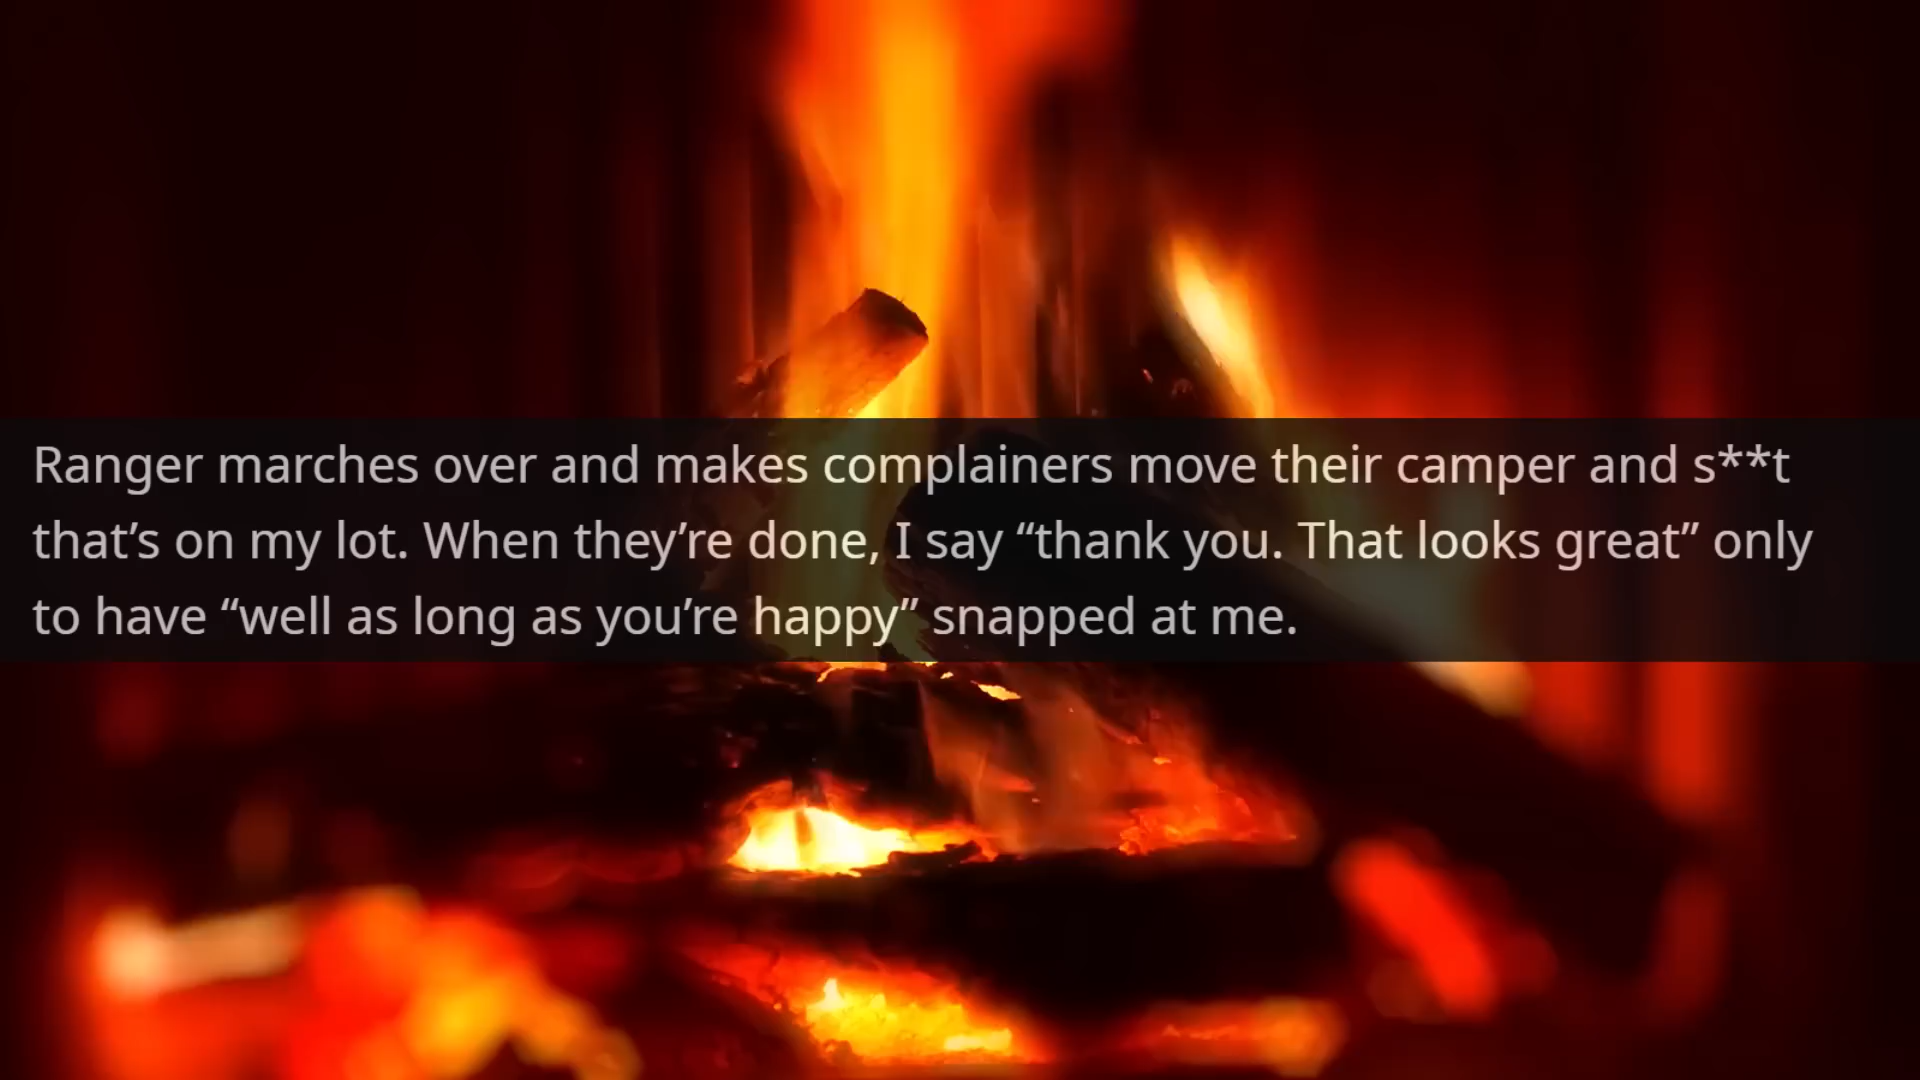 Ranger marches over and makes complainers move their camper and s**t
that’s on my lot. When they’re done, I say “thank you. That looks great” only
to have “well as long as you’re happy” snapped at me.